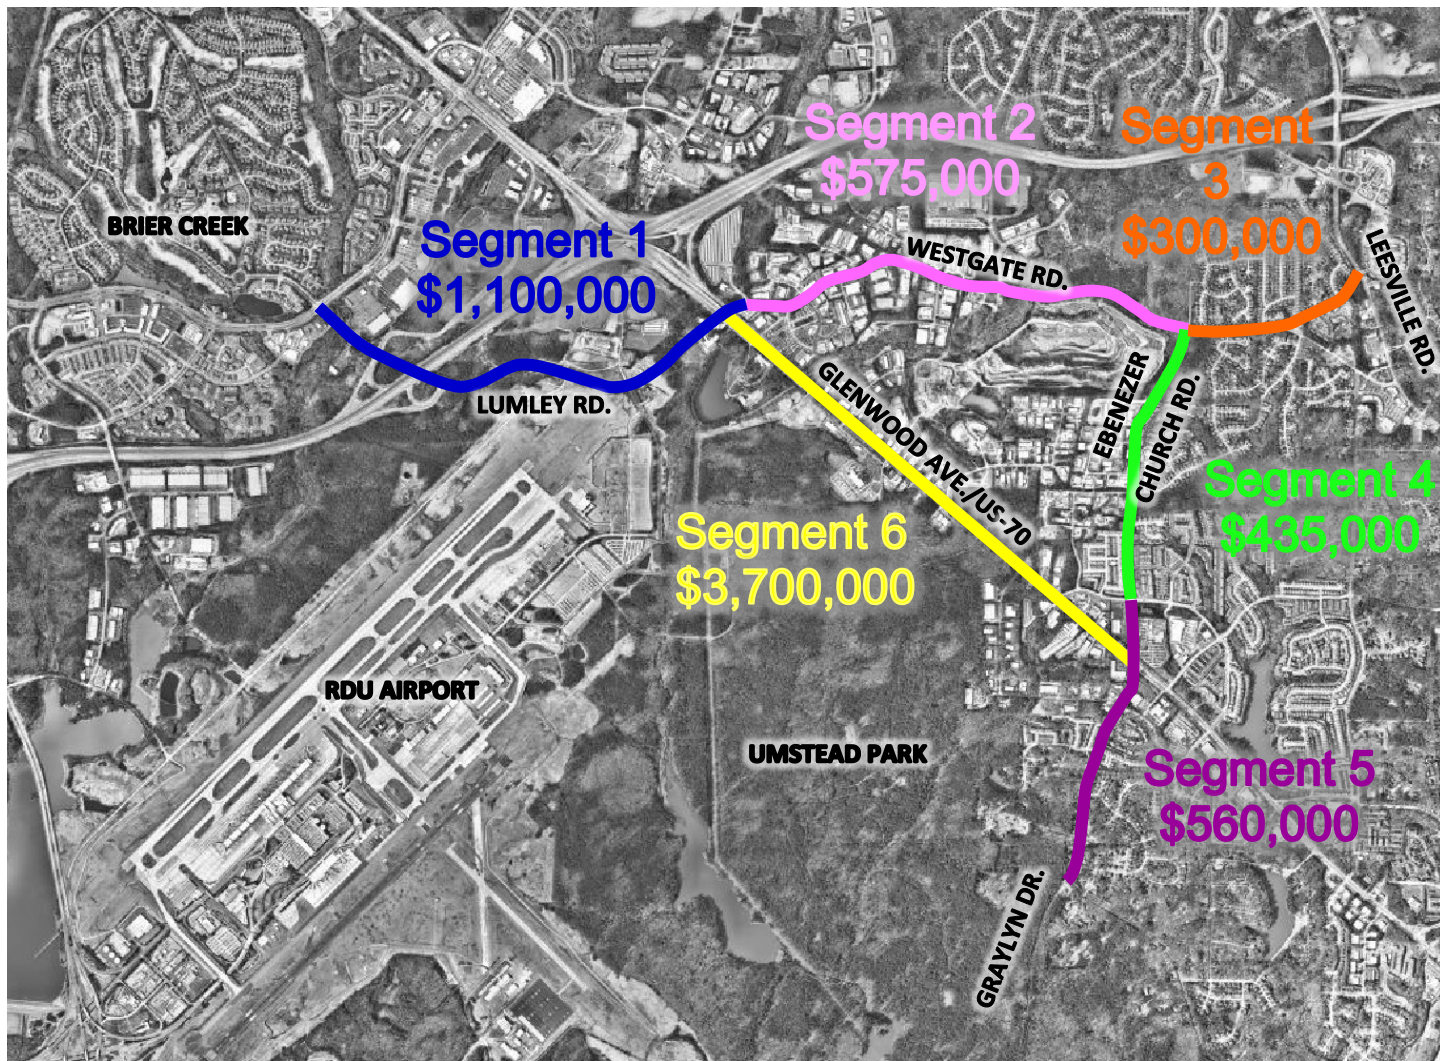 Segment 2
$575,000
Segment
3
$300,000
BRIER CREEK
Segment 1
$1,100,000
WESTGATE RD.
LEESVILLE RD.
LUMLEY RD.
GLENWOOD AVE./US-70
EBENEZER
CHURCH RD.
Segment 4
$435,000
Segment 6
$3,700,000
RDU AIRPORT
UMSTEAD PARK
Segment 5
$560,000
GRAYLYN DR.